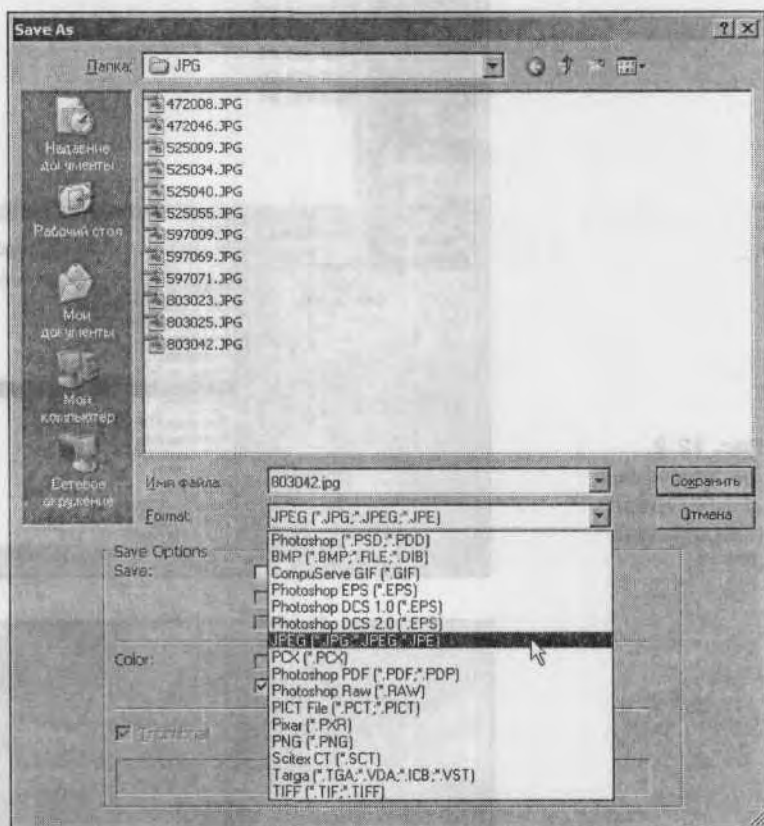 Save As
Папка:
JPG
472008.JPG
472046.JPG
525009.JPG
525034.JPG
525040.JPG
525055.JPG
597009.JPG
597069.JPG
597071.JPG
803023.JPG
803025.JPG
803042.JPG
Недавние
документы
Рабочий стол
Мои
документы
Мой
компьютер
Сетевое
окружение
Имя файла:
803042.jpg
Сохранить
Format:
JPEG (*.JPG;*.JPEG;*.JPE)
Отмена
Photoshop (*.PSD;*.PDD)
BMP (*.BMP;*.RLE;*.DIB)
CompuServe GIF (*.GIF)
Photoshop EPS (*.EPS)
Photoshop DCS 1.0 (*.EPS)
Photoshop DCS 2.0 (*.EPS)
JPEG (*.JPG;*.JPEG;*.JPE)
PCX (*.PCX)
Photoshop PDF (*.PDF;*.PDP)
Photoshop Raw (*.RAW)
PICT File (*.PCT;*.PICT)
Pixar (*.PXR)
PNG (*.PNG)
Scitex CT (*.SCT)
Targa (*.TGA;*.VDA;*.ICB;*.VST)
TIFF (*.TIF;*.TIFF)
Save Options
Save:
Color:
Thumbnail